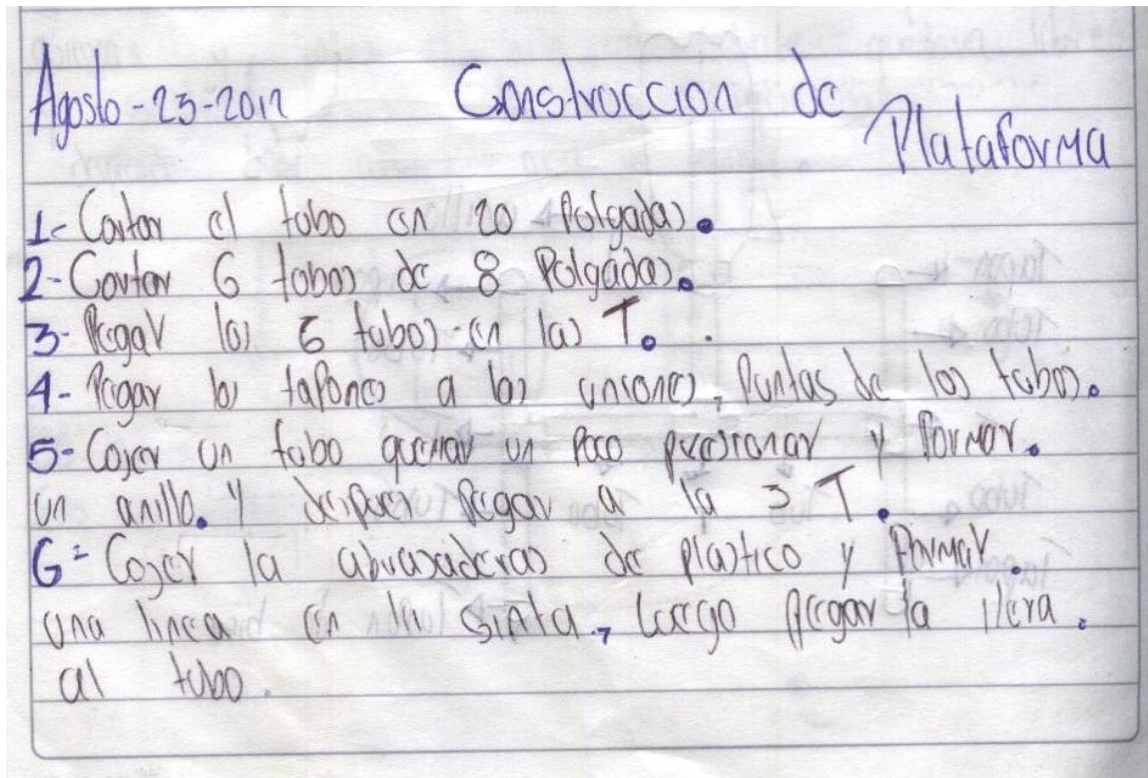 Agosto-23-2012 Construccion de
Plataforma
1- Cortar el tubo en 20 Pulgadas.
2- Cortar 6 tubos de 8 Pulgadas.
3- Pegar los 6 tubos en las T.
4- Pegar los tapones a las uniones, Puntas de los tubos.
5- Cojer un tubo quemar un Poco presionar y formar.
un anillo. Y despues Pegar a la 3 T.
6- Cojer la abrasaderas de plastico y formar.
una linea en la , Luego pegar la
al tubo.